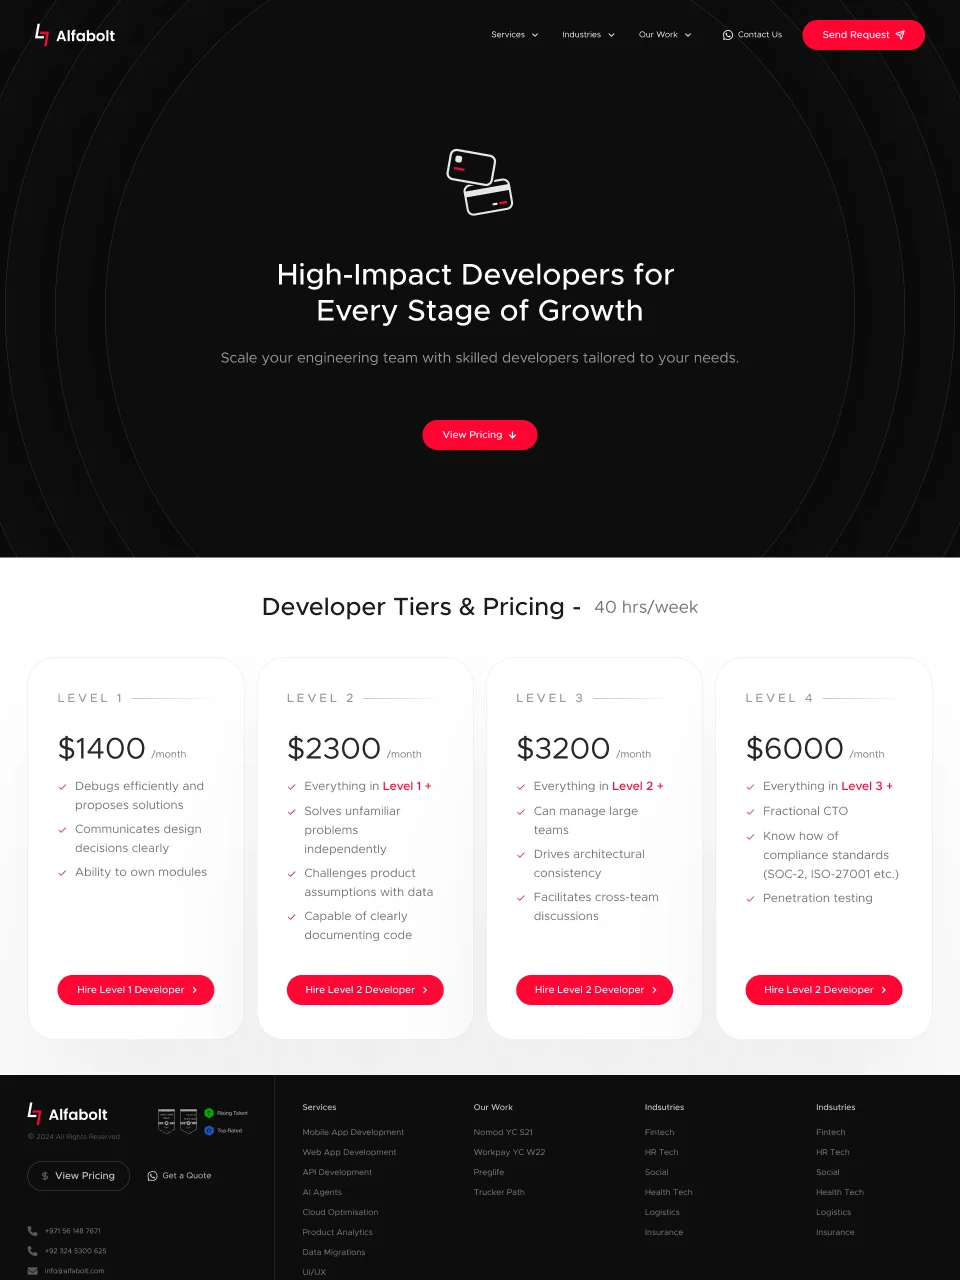 Alfabolt
Services
Industries
Our Work
Contact Us
Send Request
High-Impact Developers for
Every Stage of Growth
Scale your engineering team with skilled developers tailored to your needs.
View Pricing
Developer Tiers & Pricing - 40 hrs/week
LEVEL 1
$1400 /month
Debugs efficiently and
proposes solutions
Communicates design
decisions clearly
Ability to own modules
Hire Level 1 Developer
LEVEL 2
$2300 /month
Everything in Level 1 +
Solves unfamiliar
problems
independently
Challenges product
assumptions with data
Capable of clearly
documenting code
Hire Level 2 Developer
LEVEL 3
$3200 /month
Everything in Level 2 +
Can manage large
teams
Drives architectural
consistency
Facilitates cross-team
discussions
Hire Level 2 Developer
LEVEL 4
$6000 /month
Everything in Level 3 +
Fractional CTO
Know how of
compliance standards
(SOC-2, ISO-27001 etc.)
Penetration testing
Hire Level 2 Developer
Alfabolt
© 2024 All Rights Reserved
Rising Talent
Top Rated
View Pricing
Get a Quote
+971 56 148 7671
+92 324 5300 625
info@alfabolt.com
Services
Mobile App Development
Web App Development
API Development
AI Agents
Cloud Optimisation
Product Analytics
Data Migrations
UI/UX
Our Work
Nomod YC S21
Workpay YC W22
Preglife
Trucker Path
Indsutries
Fintech
HR Tech
Social
Health Tech
Logistics
Insurance
Indsutries
Fintech
HR Tech
Social
Health Tech
Logistics
Insurance